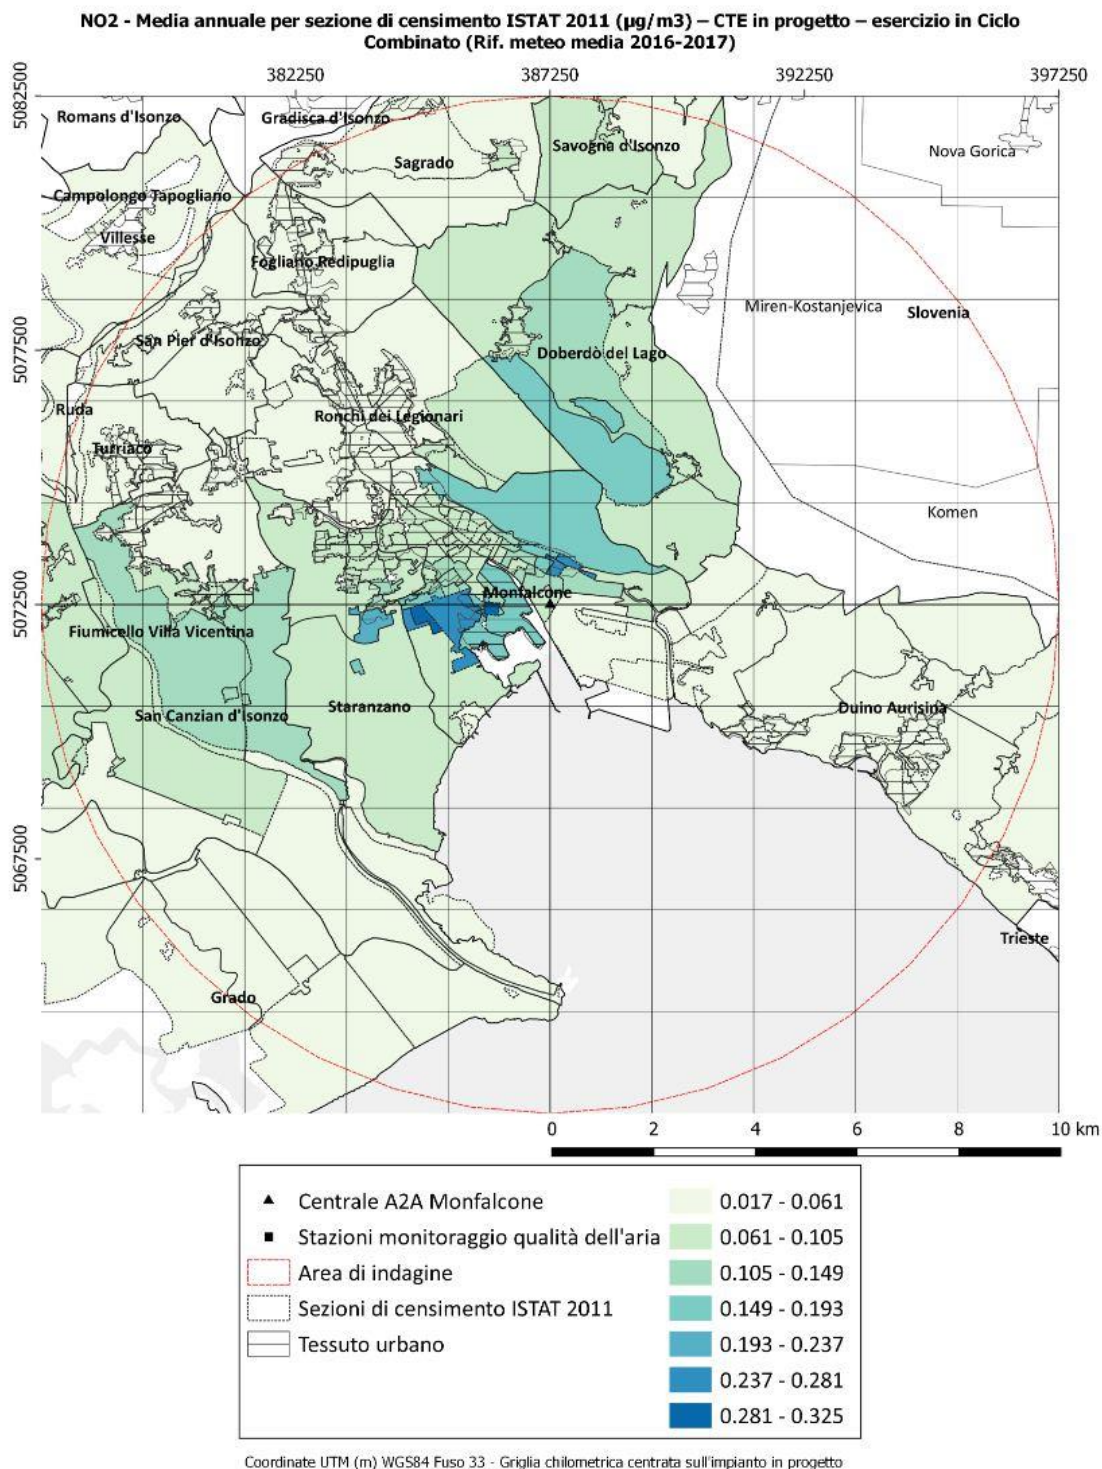 NO2 - Media annuale per sezione di censimento ISTAT 2011 (µg/m3) – CTE in progetto – esercizio in Ciclo
Combinato (Rif. meteo media 2016-2017)
382250 387250 392250 397250
5082500
5077500
5072500
5067500
Romans d'Isonzo
Gradisca d'Isonzo
Savogna d'Isonzo
Nova Gorica
Sagrado
Campolongo Tapogliano
Villesse
Fogliano Redipuglia
Miren-Kostanjevica
Slovenia
San Pier d'Isonzo
Doberdò del Lago
Ruda
Ronchi dei Legionari
Turriaco
Komen
Monfalcone
Fiumicello Villa Vicentina
San Canzian d'Isonzo
Staranzano
Duino Aurisina
Trieste
Grado
0 2 4 6 8 10 km
Centrale A2A Monfalcone
Stazioni monitoraggio qualità dell'aria
Area di indagine
Sezioni di censimento ISTAT 2011
Tessuto urbano
0.017 - 0.061
0.061 - 0.105
0.105 - 0.149
0.149 - 0.193
0.193 - 0.237
0.237 - 0.281
0.281 - 0.325
Coordinate UTM (m) WGS84 Fuso 33 - Griglia chilometrica centrata sull'impianto in progetto